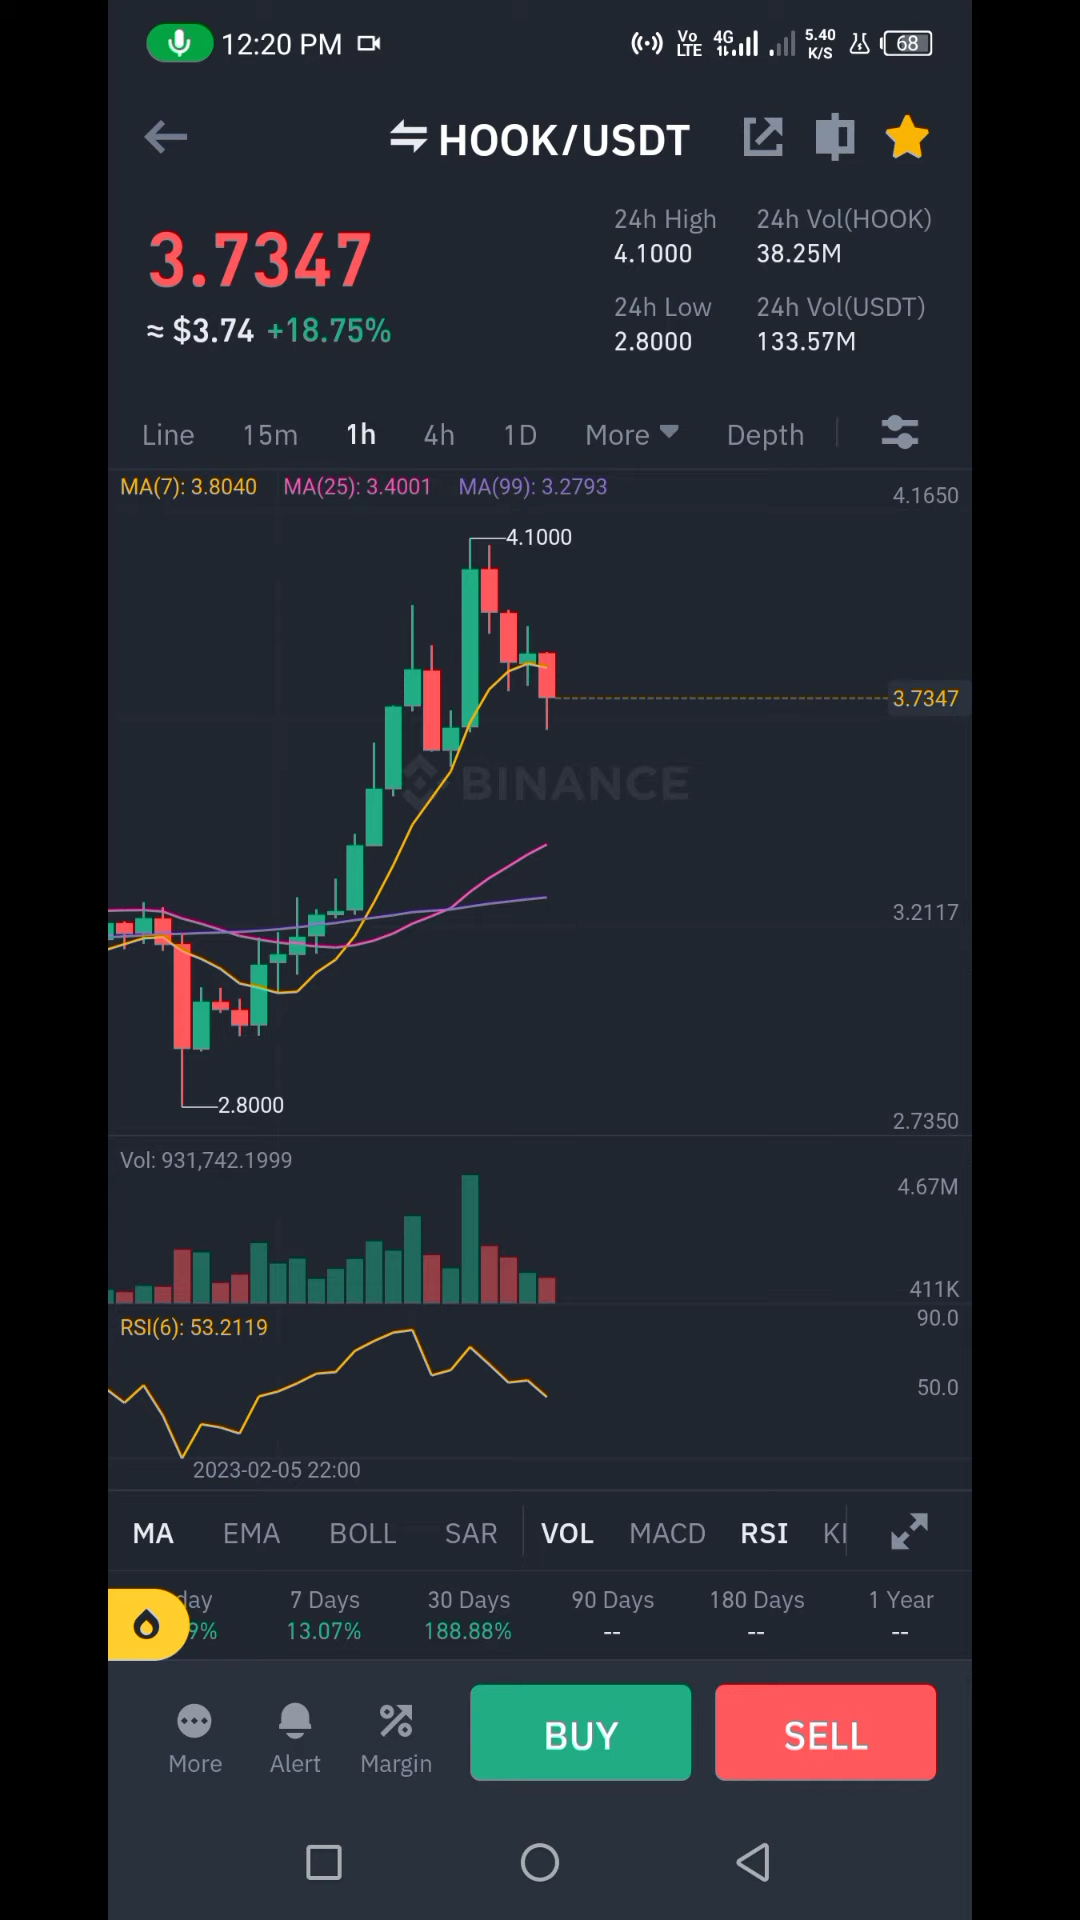 12:20 PM
Vo LTE 4G 5.40 K/S 68
HOOK/USDT
3.7347
≈ $3.74 +18.75%
24h High
4.1000
24h Vol(HOOK)
38.25M
24h Low
2.8000
24h Vol(USDT)
133.57M
Line 15m 1h 4h 1D More Depth
MA(7): 3.8040 MA(25): 3.4001 MA(99): 3.2793
4.1650
4.1000
3.7347
BINANCE
3.2117
2.8000
2.7350
Vol: 931,742.1999
4.67M
411K
RSI(6): 53.2119
90.0
50.0
2023-02-05 22:00
MA EMA BOLL SAR VOL MACD RSI
day 7 Days 30 Days 90 Days 180 Days 1 Year
9% 13.07% 188.88% -- -- --
More Alert Margin BUY SELL